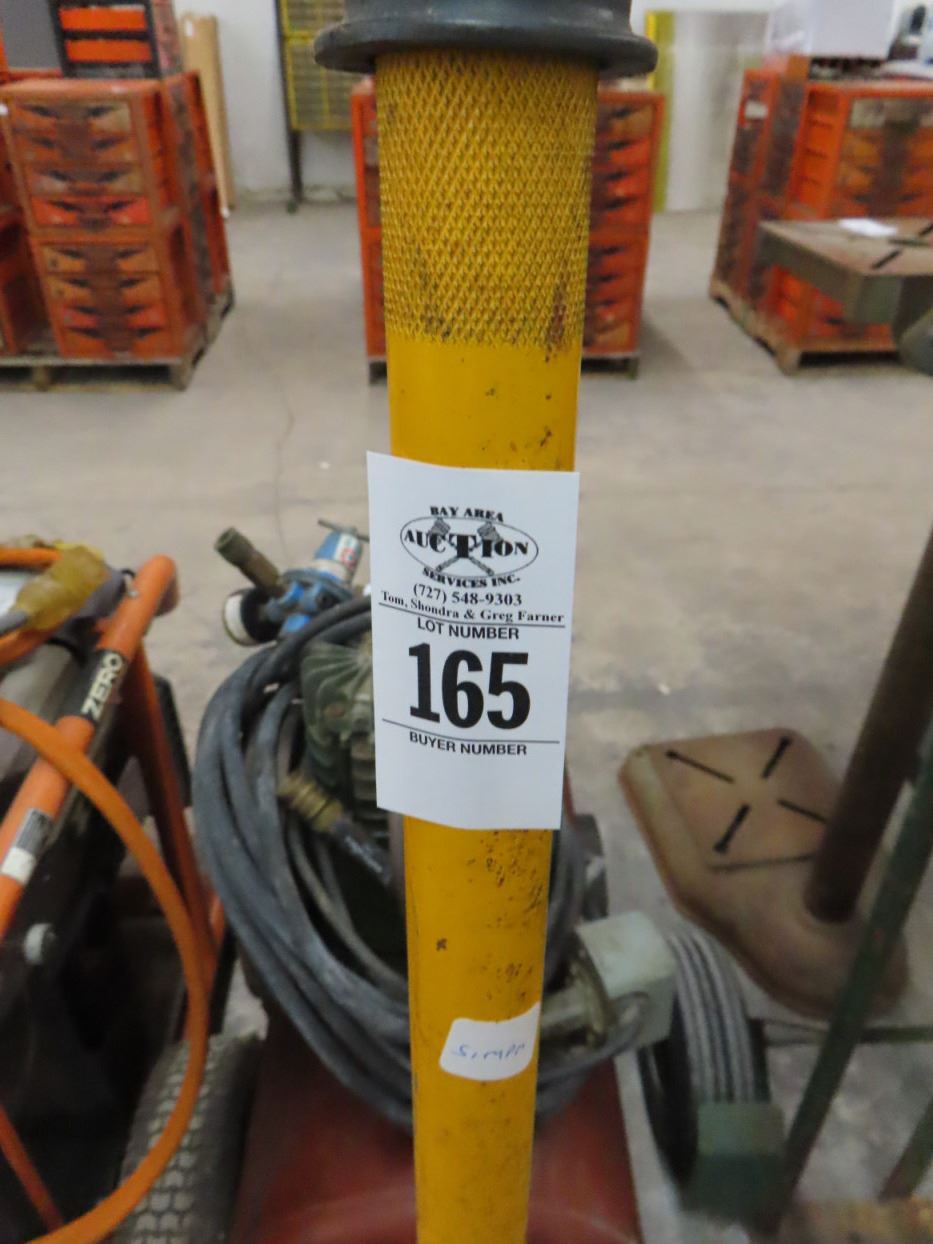 BAY AREA
AUCTION
SERVICES INC.
(727) 548-9303
Tom, Shondra & Greg Farner
LOT NUMBER
165
BUYER NUMBER
ZERO